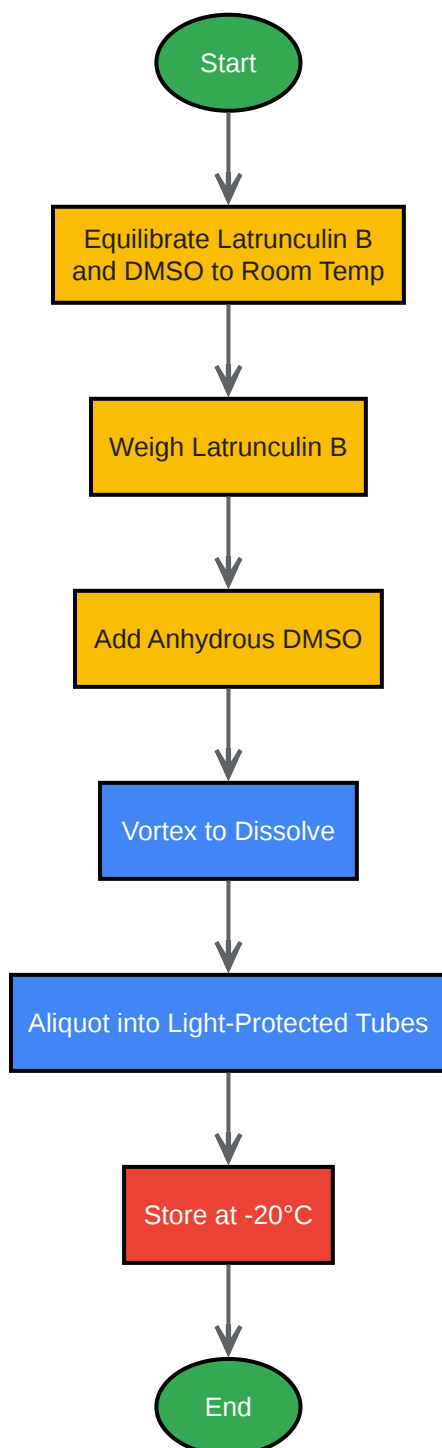 Start
Equilibrate Latrunculin B
and DMSO to Room Temp
Weigh Latrunculin B
Add Anhydrous DMSO
Vortex to Dissolve
Aliquot into Light-Protected Tubes
Store at -20°C
End